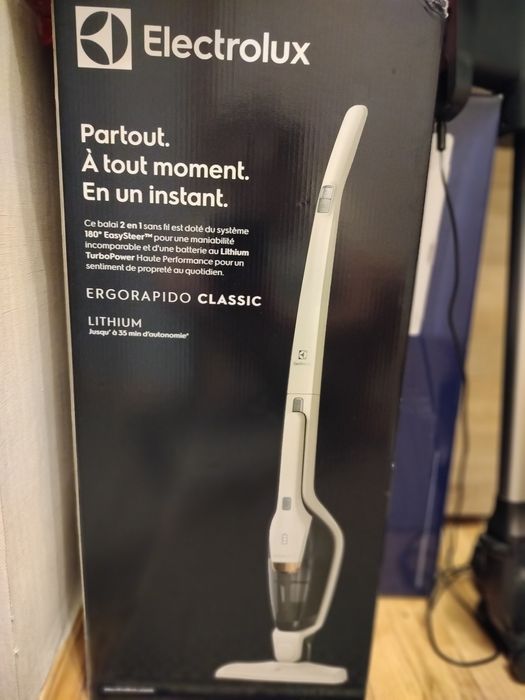 Electrolux
Partout.
À tout moment.
En un instant.
Ce balai 2 en 1 sans fil est doté du système
180° EasySteer™ pour une maniabilité
incomparable et d'une batterie au Lithium
TurboPower Haute Performance pour un
sentiment de propreté au quotidien.
ERGORAPIDO CLASSIC
LITHIUM
Jusqu' à 35 min d'autonomie*
Electrolux